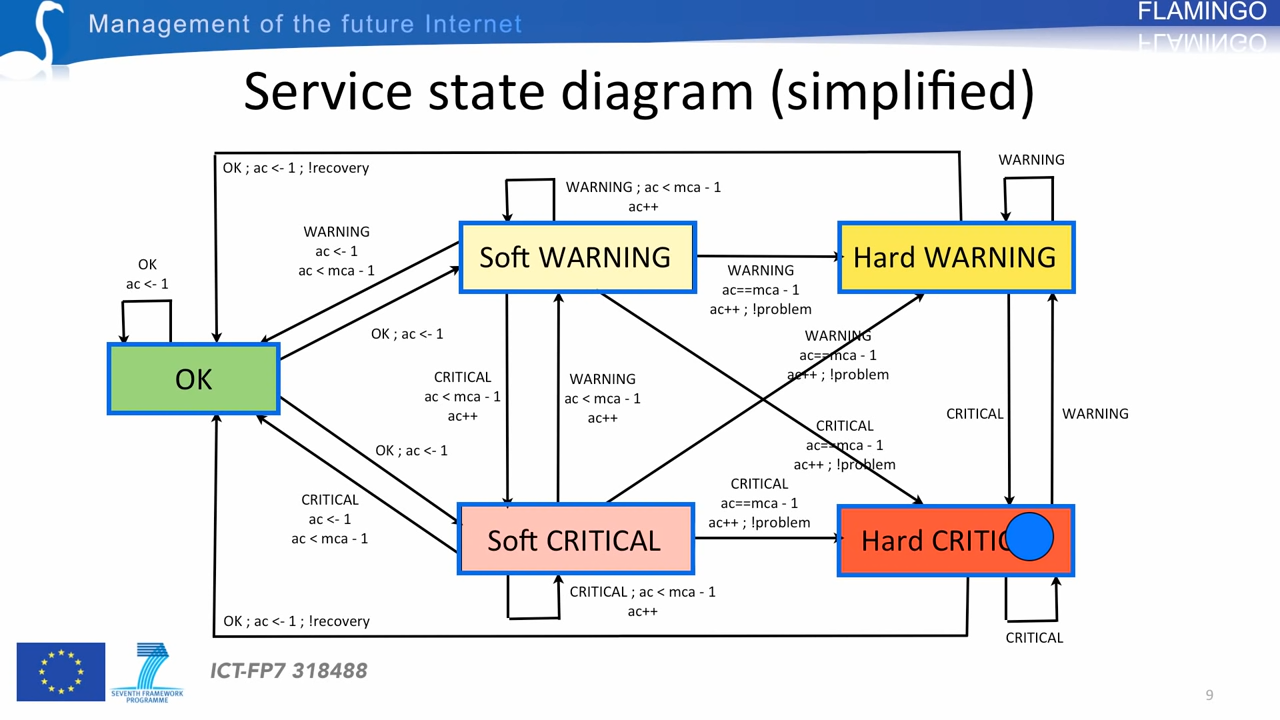 Management of the future Internet
FLAMINGO
Service state diagram (simplified)
OK ; ac <- 1 ; !recovery
WARNING
WARNING ; ac < mca - 1
ac++
WARNING
ac <- 1
ac < mca - 1
Soft WARNING
Hard WARNING
OK
ac <- 1
WARNING
ac==mca - 1
ac++ ; !problem
OK ; ac <- 1
WARNING
ac==mca - 1
ac++ ; !problem
OK
CRITICAL
ac < mca - 1
ac++
WARNING
ac < mca - 1
ac++
CRITICAL
WARNING
OK ; ac <- 1
CRITICAL
ac==mca - 1
ac++ ; !problem
CRITICAL
ac <- 1
ac < mca - 1
CRITICAL
ac==mca - 1
ac++ ; !problem
Soft CRITICAL
Hard CRITIC
CRITICAL ; ac < mca - 1
ac++
OK ; ac <- 1 ; !recovery
CRITICAL
ICT-FP7 318488
SEVENTH FRAMEWORK
PROGRAMME
9